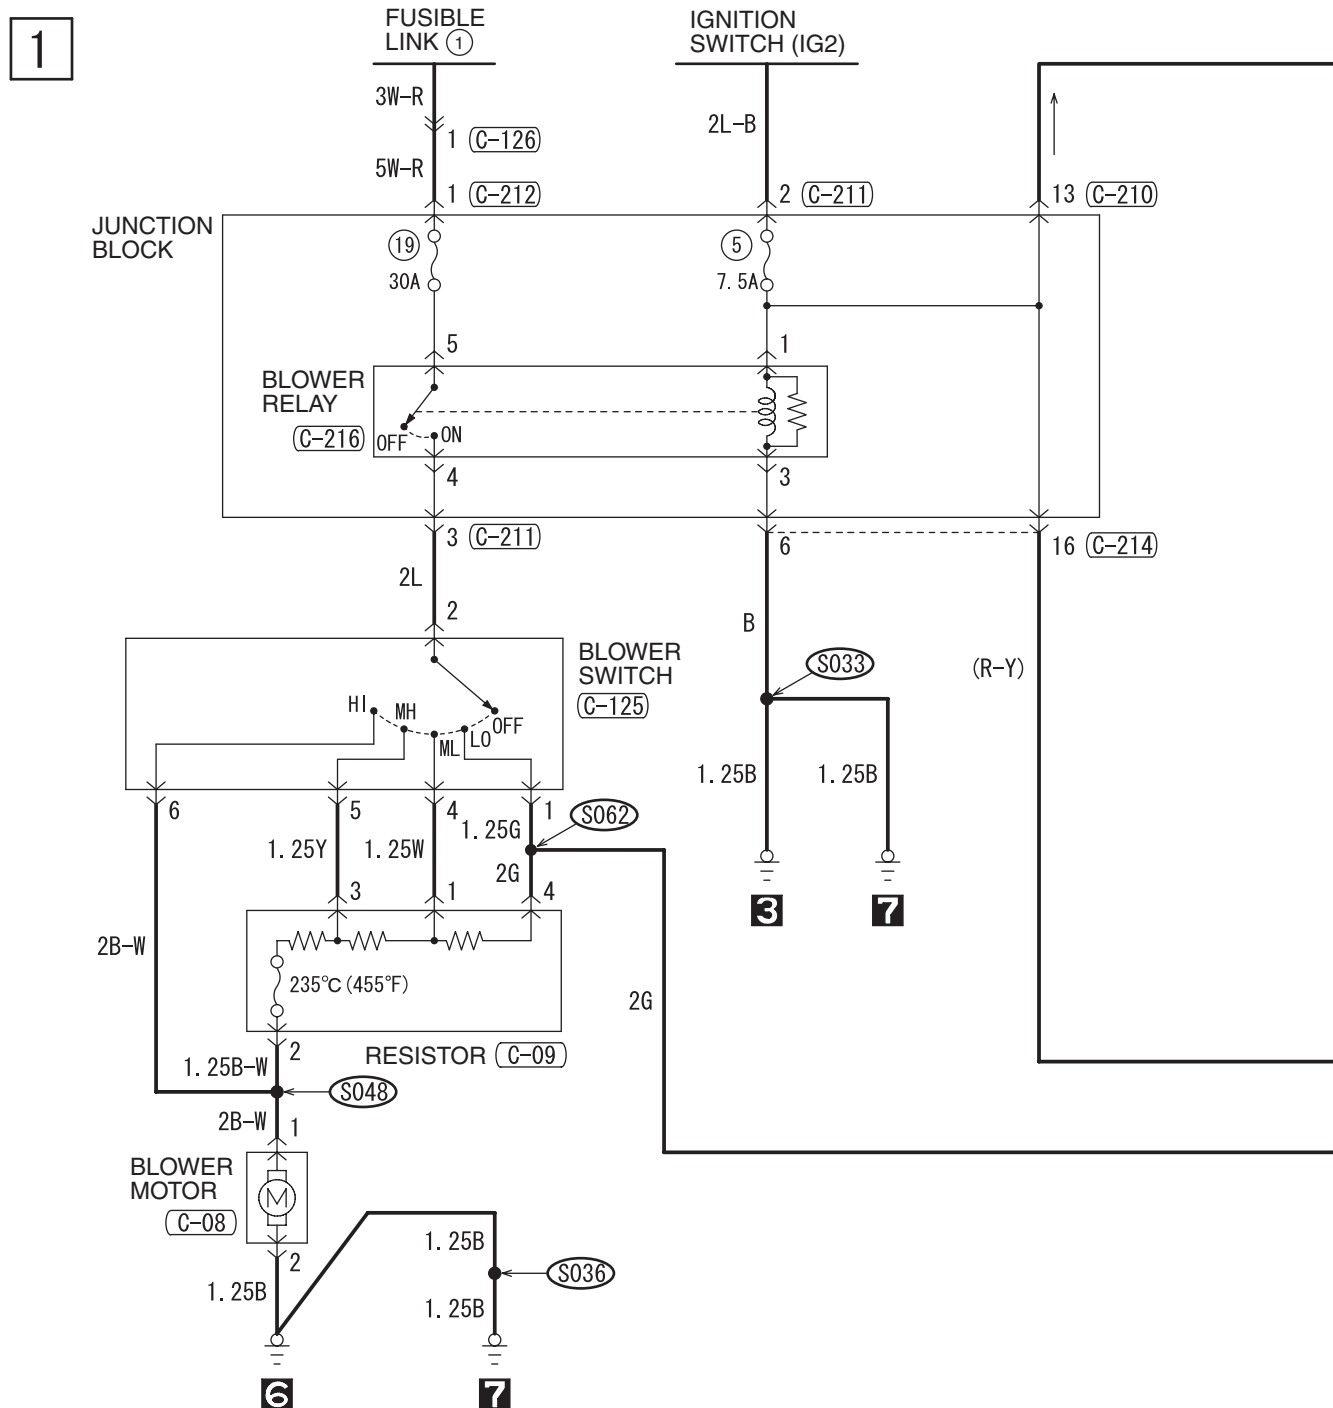 1
FUSIBLE
LINK 1
IGNITION
SWITCH (IG2)
3W-R
2L-B
1 C-126
5W-R
1 C-212
2 C-211
13 C-210
JUNCTION
BLOCK
19
30A
5
7.5A
5
1
BLOWER
RELAY
C-216
OFF
ON
4
3
3 C-211
6
16 C-214
2L
2
B
BLOWER
SWITCH
C-125
S033
(R-Y)
HI
MH
ML
LO
OFF
1.25B
1.25B
6
5
4
1
S062
1.25Y
1.25W
1.25G
2G
3
1
4
3
7
2B-W
235°C (455°F)
2G
RESISTOR C-09
2
1.25B-W
S048
2B-W
1
BLOWER
MOTOR
C-08
M
2
1.25B
1.25B
S036
1.25B
6
7